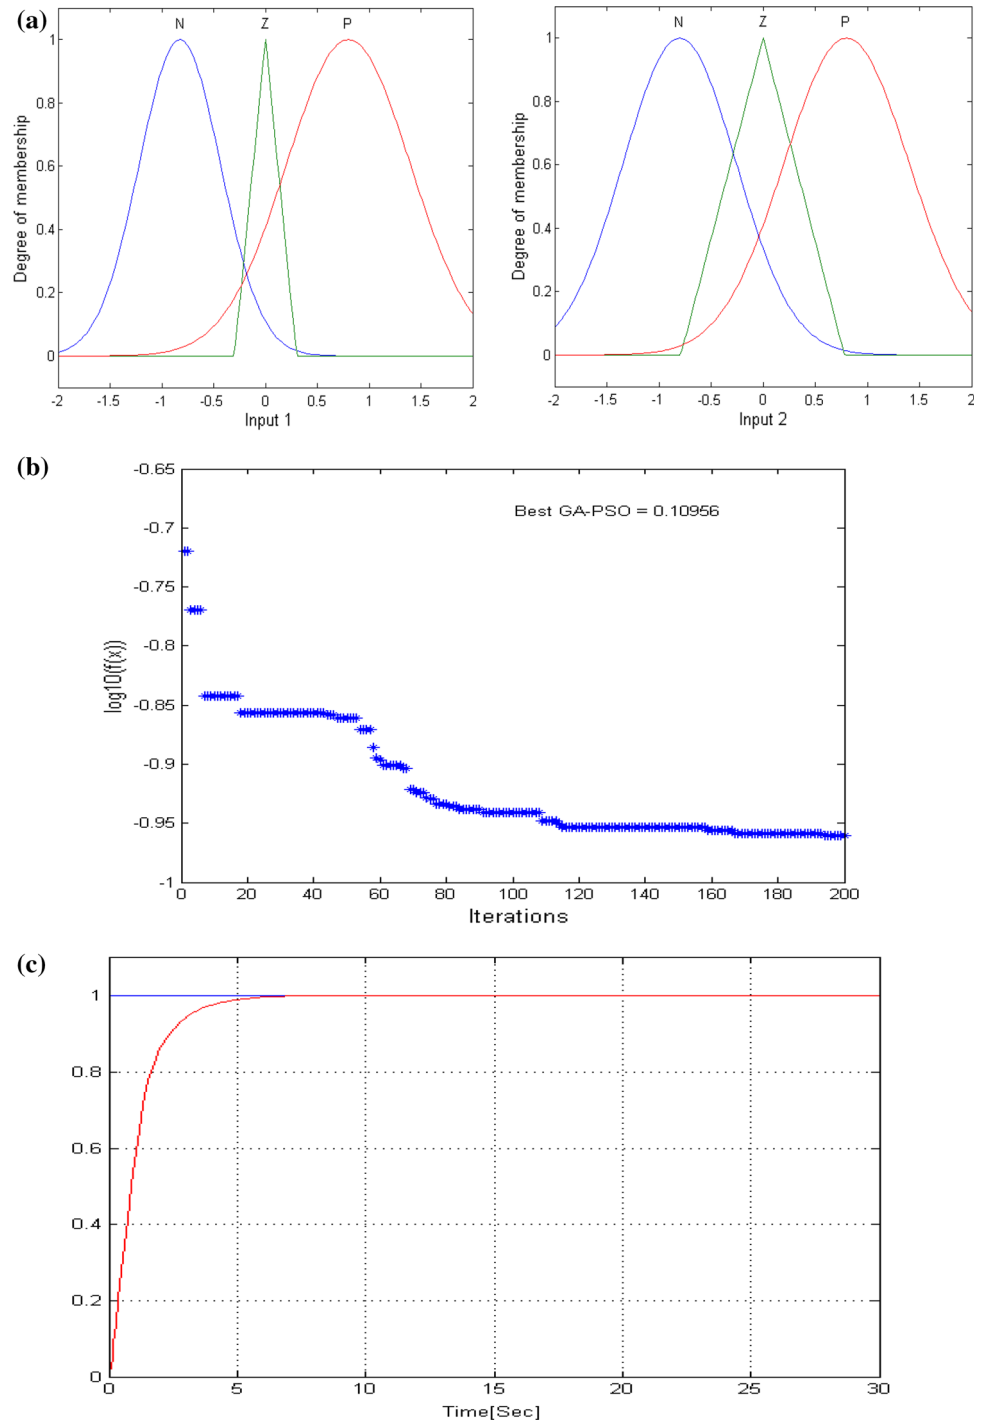 (a)
N Z P
1
0.8
0.6
0.4
0.2
0
Degree of membership
-2 -1.5 -1 -0.5 0 0.5 1 1.5 2
Input 1
N Z P
1
0.8
0.6
0.4
0.2
0
Degree of membership
-2 -1.5 -1 -0.5 0 0.5 1 1.5 2
Input 2
(b)
-0.65
-0.7
-0.75
-0.8
-0.85
-0.9
-0.95
-1
log10(f(x))
Best GA-PSO = 0.10956
0 20 40 60 80 100 120 140 160 180 200
Iterations
(c)
1
0.8
0.6
0.4
0.2
0
0 5 10 15 20 25 30
Time[Sec]